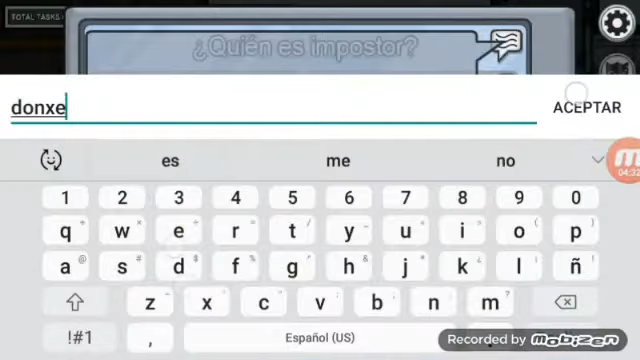 TOTAL TASKS
¿Quién es impostor?
donxe
ACEPTAR
es me no
04:32
1 2 3 4 5 6 7 8 9 0
q w e r t y u i o p
a s d f g h j k l ñ
z x c v b n m
!#1 , Español (US)
Recorded by mobizen